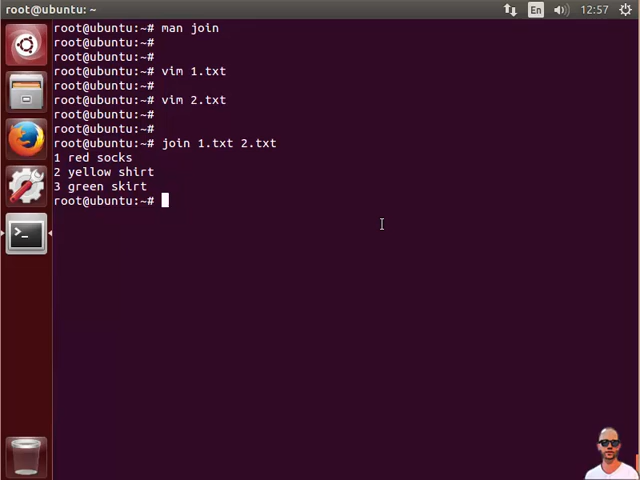 root@ubuntu: ~
En
12:57
root@ubuntu:~# man join
root@ubuntu:~#
root@ubuntu:~#
root@ubuntu:~# vim 1.txt
root@ubuntu:~#
root@ubuntu:~# vim 2.txt
root@ubuntu:~#
root@ubuntu:~#
root@ubuntu:~# join 1.txt 2.txt
1 red socks
2 yellow shirt
3 green skirt
root@ubuntu:~#
>_